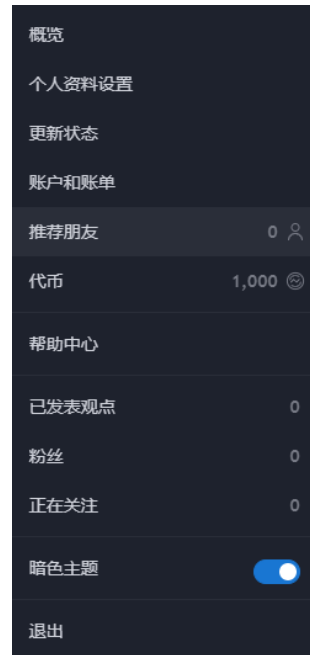 概览
个人资料设置
更新状态
账户和账单
推荐朋友 0
代币 1,000
帮助中心
已发表观点 0
粉丝 0
正在关注 0
暗色主题
退出